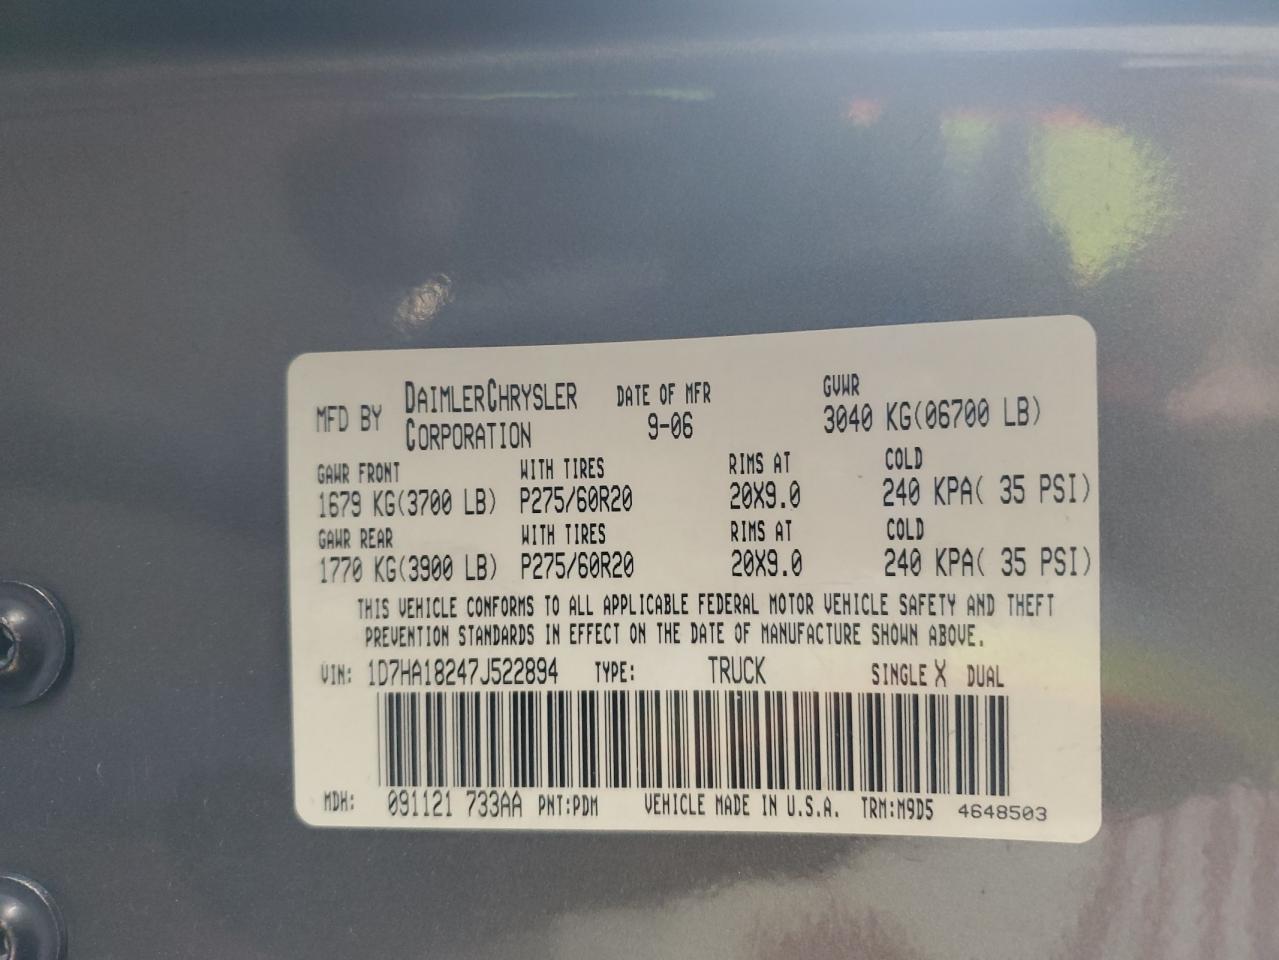 MFD BY DAIMLERCHRYSLER CORPORATION DATE OF MFR 9-06 GVWR 3040 KG(06700 LB)
GAWR FRONT WITH TIRES RIMS AT COLD
1679 KG(3700 LB) P275/60R20 20X9.0 240 KPA( 35 PSI)
GAWR REAR WITH TIRES RIMS AT COLD
1770 KG(3900 LB) P275/60R20 20X9.0 240 KPA( 35 PSI)
THIS VEHICLE CONFORMS TO ALL APPLICABLE FEDERAL MOTOR VEHICLE SAFETY AND THEFT
PREVENTION STANDARDS IN EFFECT ON THE DATE OF MANUFACTURE SHOWN ABOVE.
VIN: 1D7HA18247J522894 TYPE: TRUCK SINGLE X DUAL
MDH: 091121 733AA PNT:PDM VEHICLE MADE IN U.S.A. TRM:M9D5 4648503